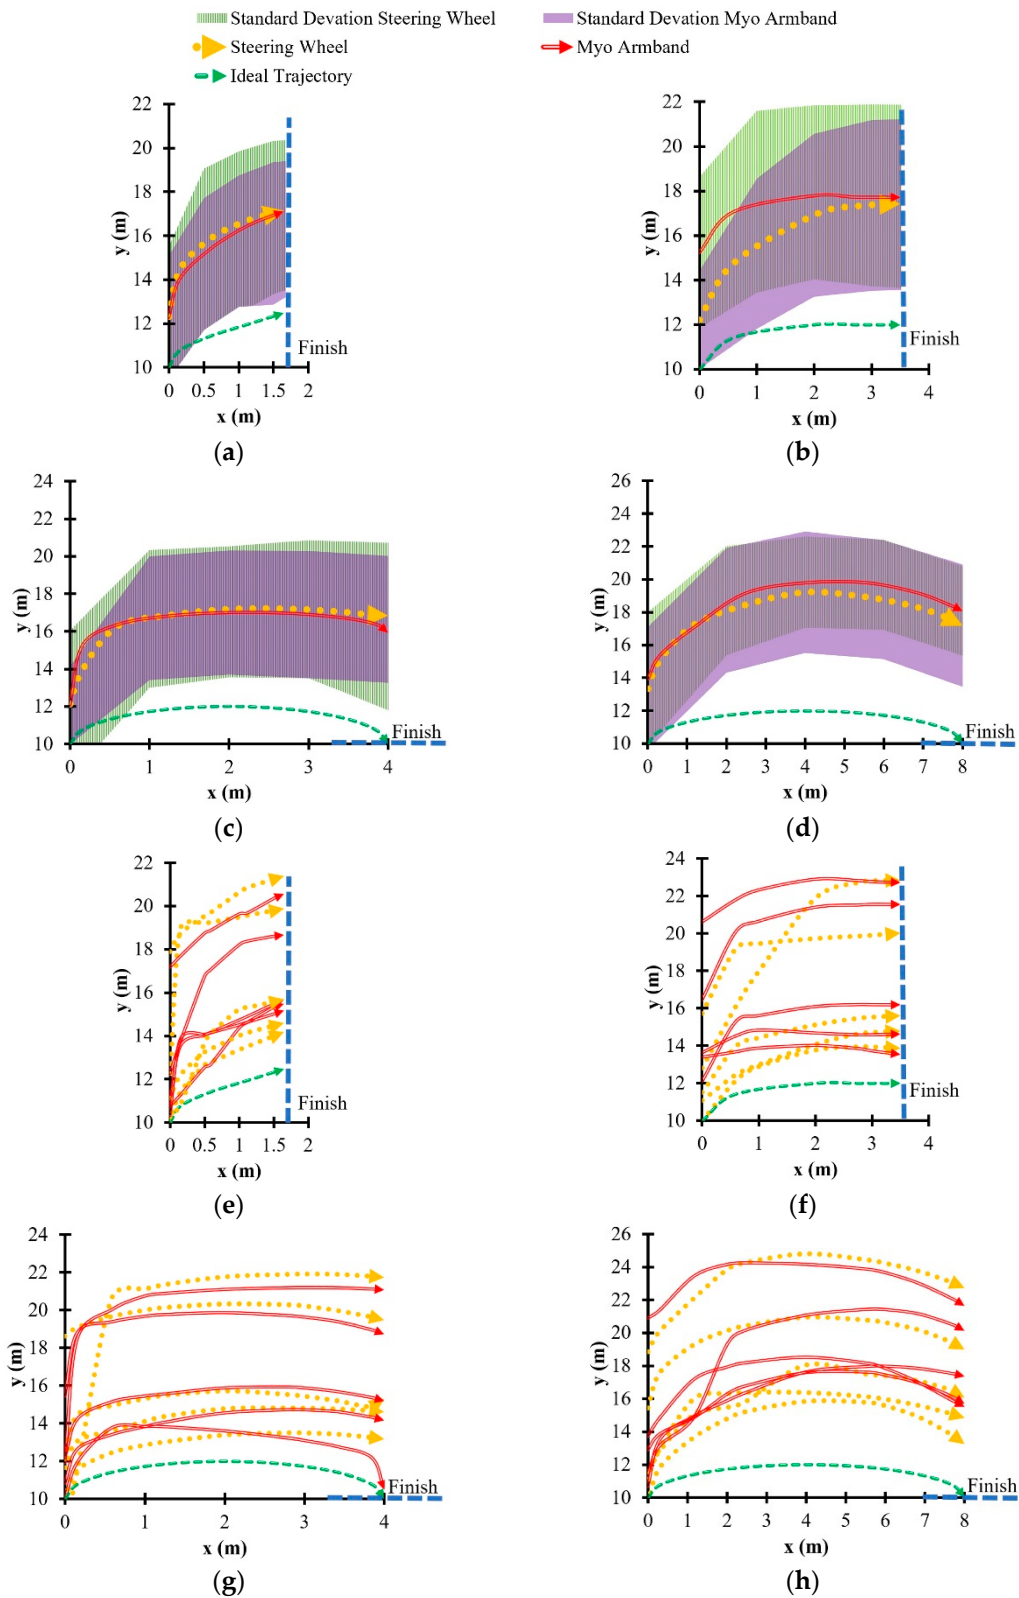 Standard Devation Steering Wheel
Standard Devation Myo Armband
Steering Wheel
Myo Armband
Ideal Trajectory
22
20
18
16
14
12
10
y (m)
0 0.5 1 1.5 2
x (m)
Finish
(a)
22
20
18
16
14
12
10
y (m)
0 1 2 3 4
x (m)
Finish
(b)
24
22
20
18
16
14
12
10
y (m)
0 1 2 3 4
x (m)
Finish
(c)
26
24
22
20
18
16
14
12
10
y (m)
0 1 2 3 4 5 6 7 8
x (m)
Finish
(d)
22
20
18
16
14
12
10
y (m)
0 0.5 1 1.5 2
x (m)
Finish
(e)
24
22
20
18
16
14
12
10
y (m)
0 1 2 3 4
x (m)
Finish
(f)
24
22
20
18
16
14
12
10
y (m)
0 1 2 3 4
x (m)
Finish
(g)
26
24
22
20
18
16
14
12
10
y (m)
0 1 2 3 4 5 6 7 8
x (m)
Finish
(h)